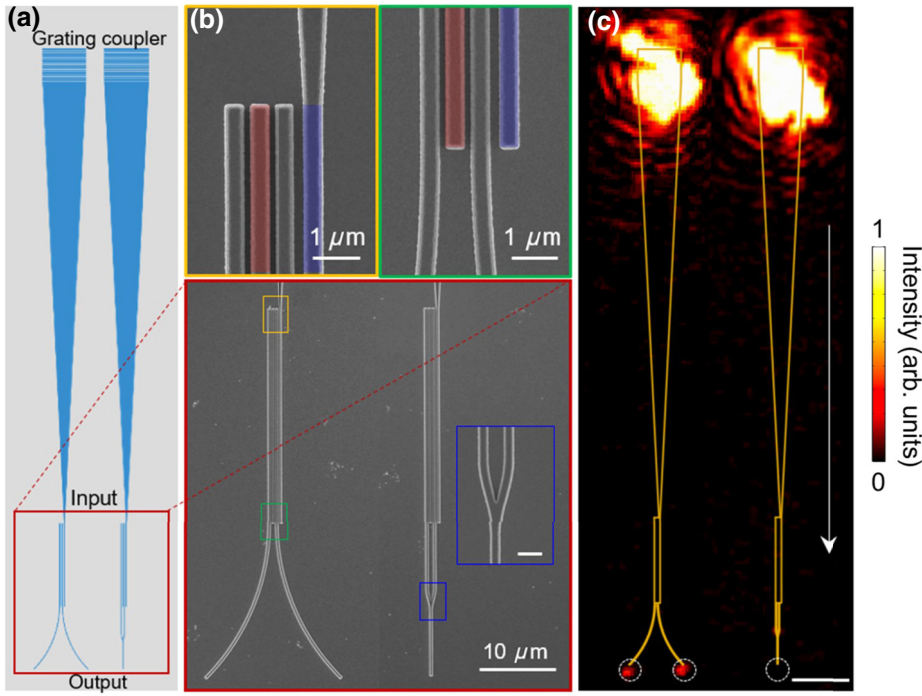 (a)
Grating coupler
Input
Output
(b)
1 μm
1 μm
10 μm
(c)
1
Intensity (arb. units)
0